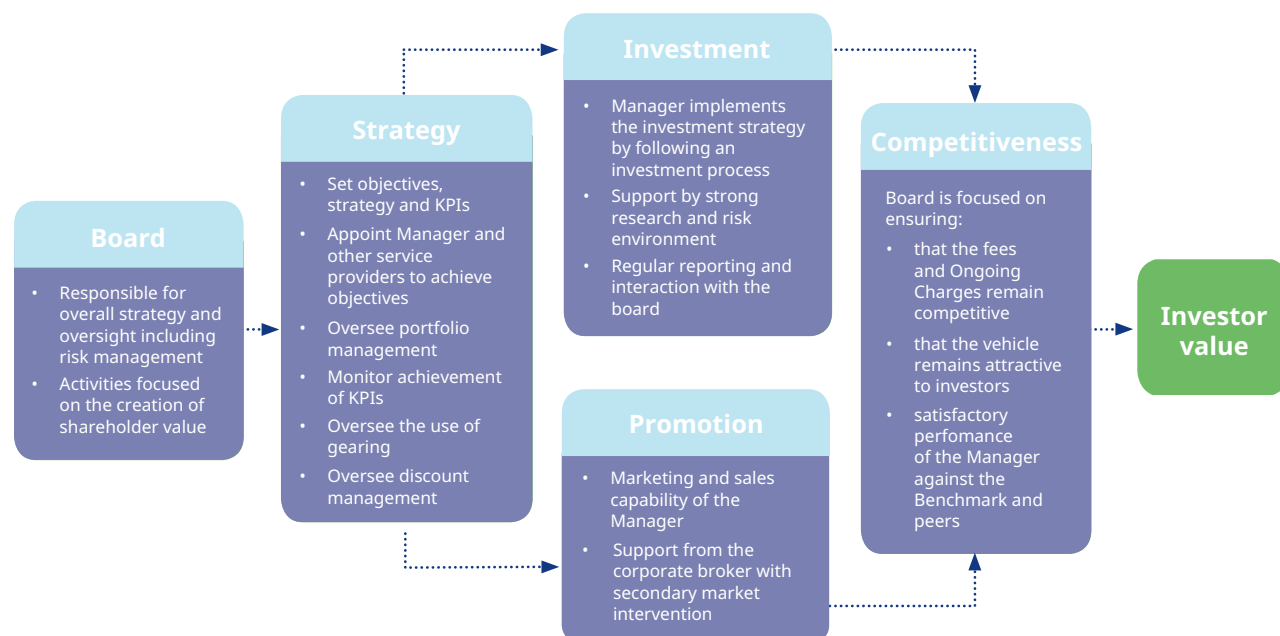 Board
• Responsible for
overall strategy and
oversight including
risk management
• Activities focused
on the creation of
shareholder value
Strategy
• Set objectives,
strategy and KPIs
• Appoint Manager and
other service
providers to achieve
objectives
• Oversee portfolio
management
• Monitor achievement
of KPIs
• Oversee the use of
gearing
• Oversee discount
management
Investment
• Manager implements
the investment strategy
by following an
investment process
• Support by strong
research and risk
environment
• Regular reporting and
interaction with the
board
Promotion
• Marketing and sales
capability of the
Manager
• Support from the
corporate broker with
secondary market
intervention
Competitiveness
Board is focused on
ensuring:
• that the fees
and Ongoing
Charges remain
competitive
• that the vehicle
remains attractive
to investors
• satisfactory
perfomance
of the Manager
against the
Benchmark and
peers
Investor
value